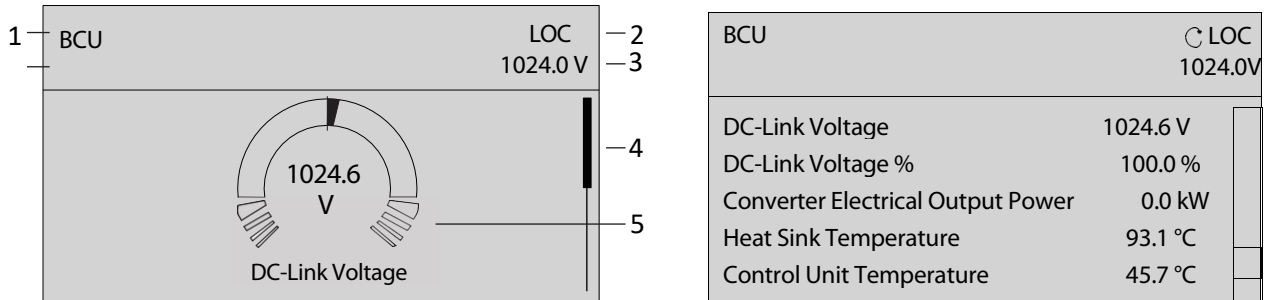 1
BCU
LOC
2
1024.0 V
3
4
1024.6
V
5
DC-Link Voltage
BCU
LOC
1024.0V
DC-Link Voltage 1024.6 V
DC-Link Voltage % 100.0 %
Converter Electrical Output Power 0.0 kW
Heat Sink Temperature 93.1 °C
Control Unit Temperature 45.7 °C